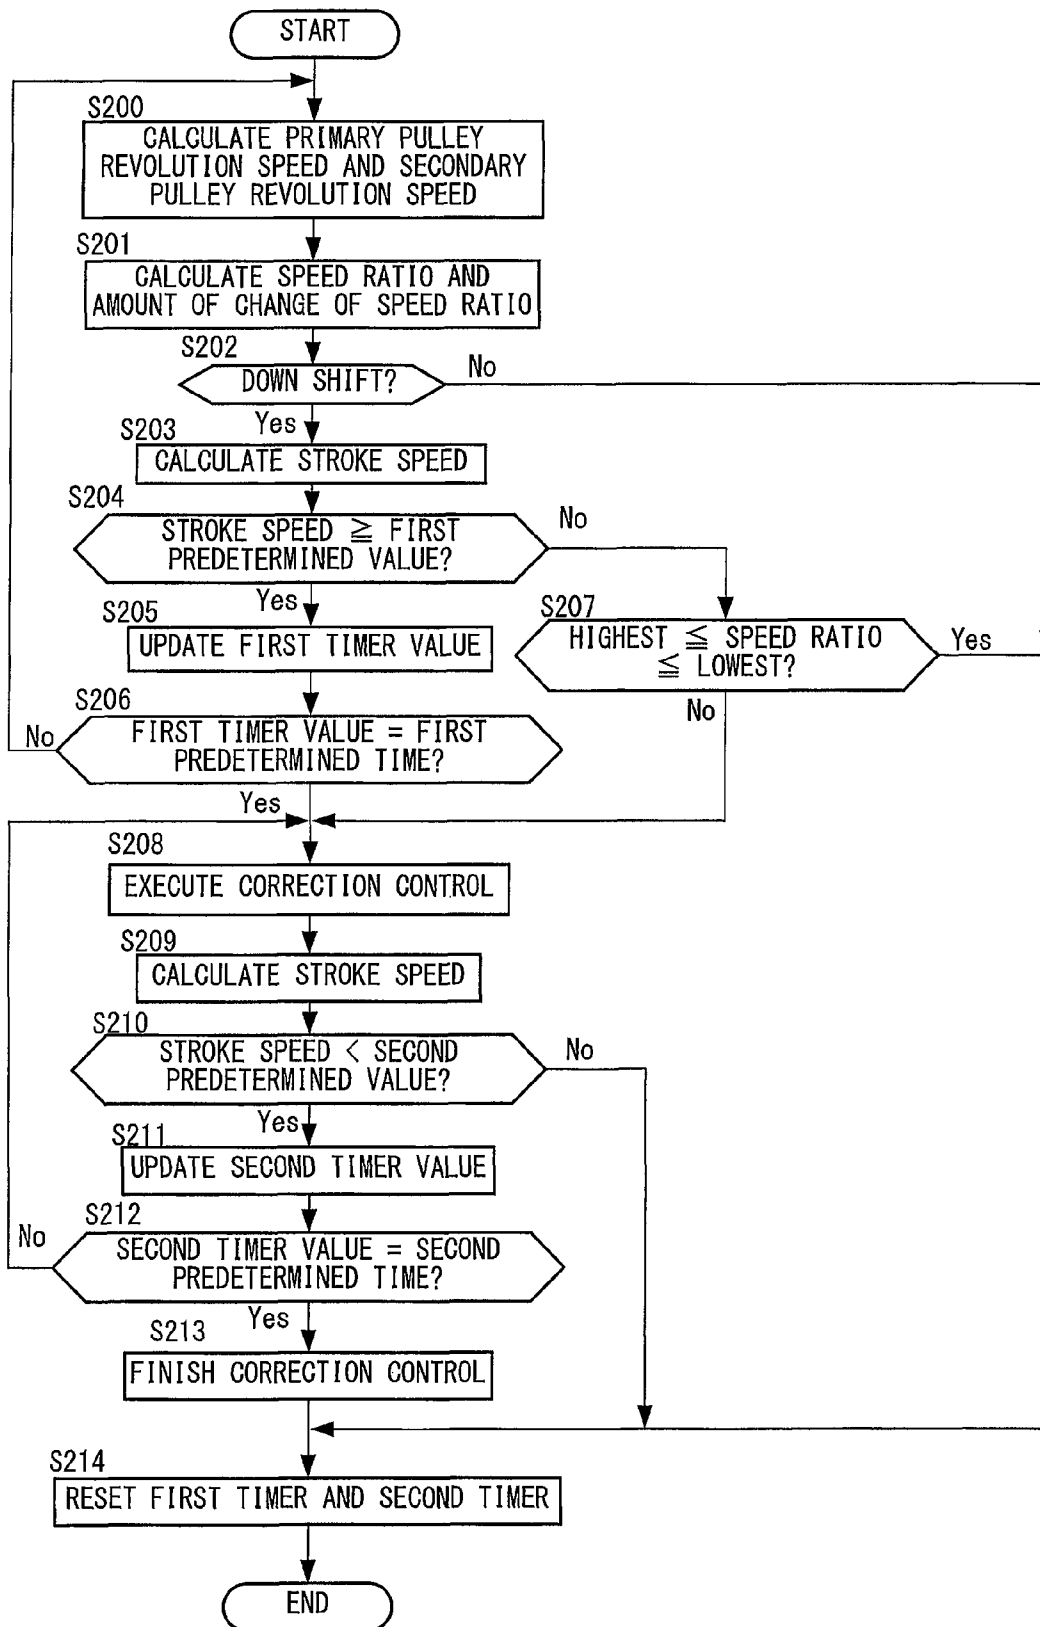 START
S200
CALCULATE PRIMARY PULLEY
REVOLUTION SPEED AND SECONDARY
PULLEY REVOLUTION SPEED
S201
CALCULATE SPEED RATIO AND
AMOUNT OF CHANGE OF SPEED RATIO
S202
DOWN SHIFT?
No
Yes
S203
CALCULATE STROKE SPEED
S204
STROKE SPEED ≧ FIRST
PREDETERMINED VALUE?
No
Yes
S205
UPDATE FIRST TIMER VALUE
S207
HIGHEST ≦ SPEED RATIO
≦ LOWEST?
Yes
No
S206
FIRST TIMER VALUE = FIRST
PREDETERMINED TIME?
No
Yes
S208
EXECUTE CORRECTION CONTROL
S209
CALCULATE STROKE SPEED
S210
STROKE SPEED < SECOND
PREDETERMINED VALUE?
No
Yes
S211
UPDATE SECOND TIMER VALUE
S212
SECOND TIMER VALUE = SECOND
PREDETERMINED TIME?
No
Yes
S213
FINISH CORRECTION CONTROL
S214
RESET FIRST TIMER AND SECOND TIMER
END